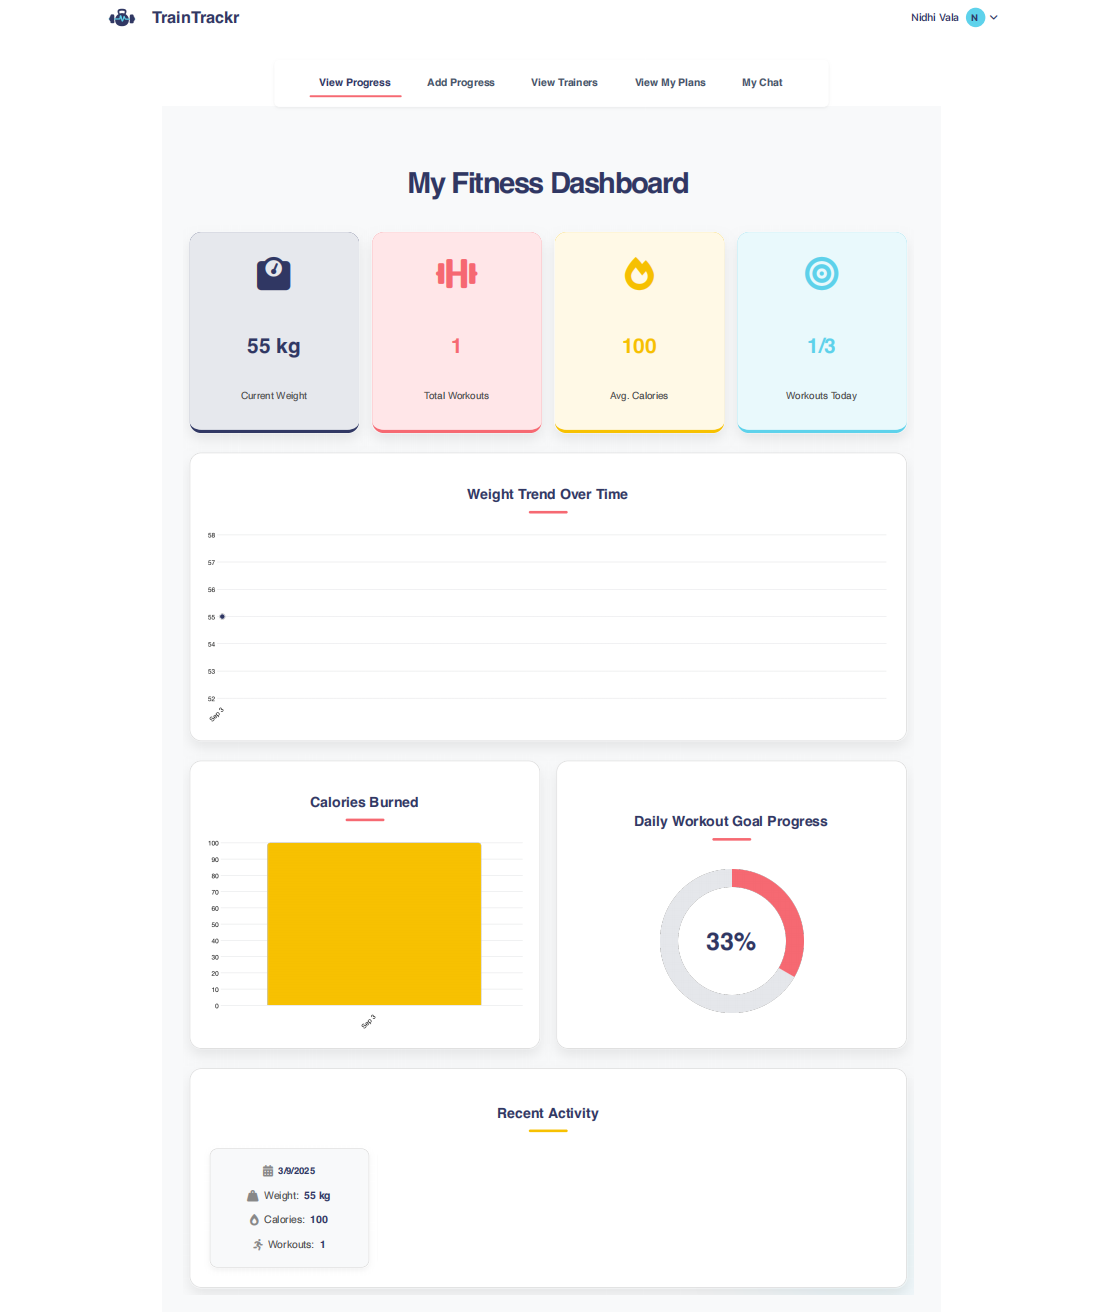 TrainTrackr
Nidhi Vala N
View Progress Add Progress View Trainers View My Plans My Chat
My Fitness Dashboard
55 kg
Current Weight
1
Total Workouts
100
Avg. Calories
1/3
Workouts Today
Weight Trend Over Time
58
57
56
55
54
53
52
Sep 3
Calories Burned
100
90
80
70
60
50
40
30
20
10
0
Sep 3
Daily Workout Goal Progress
33%
Recent Activity
3/9/2025
Weight: 55 kg
Calories: 100
Workouts: 1